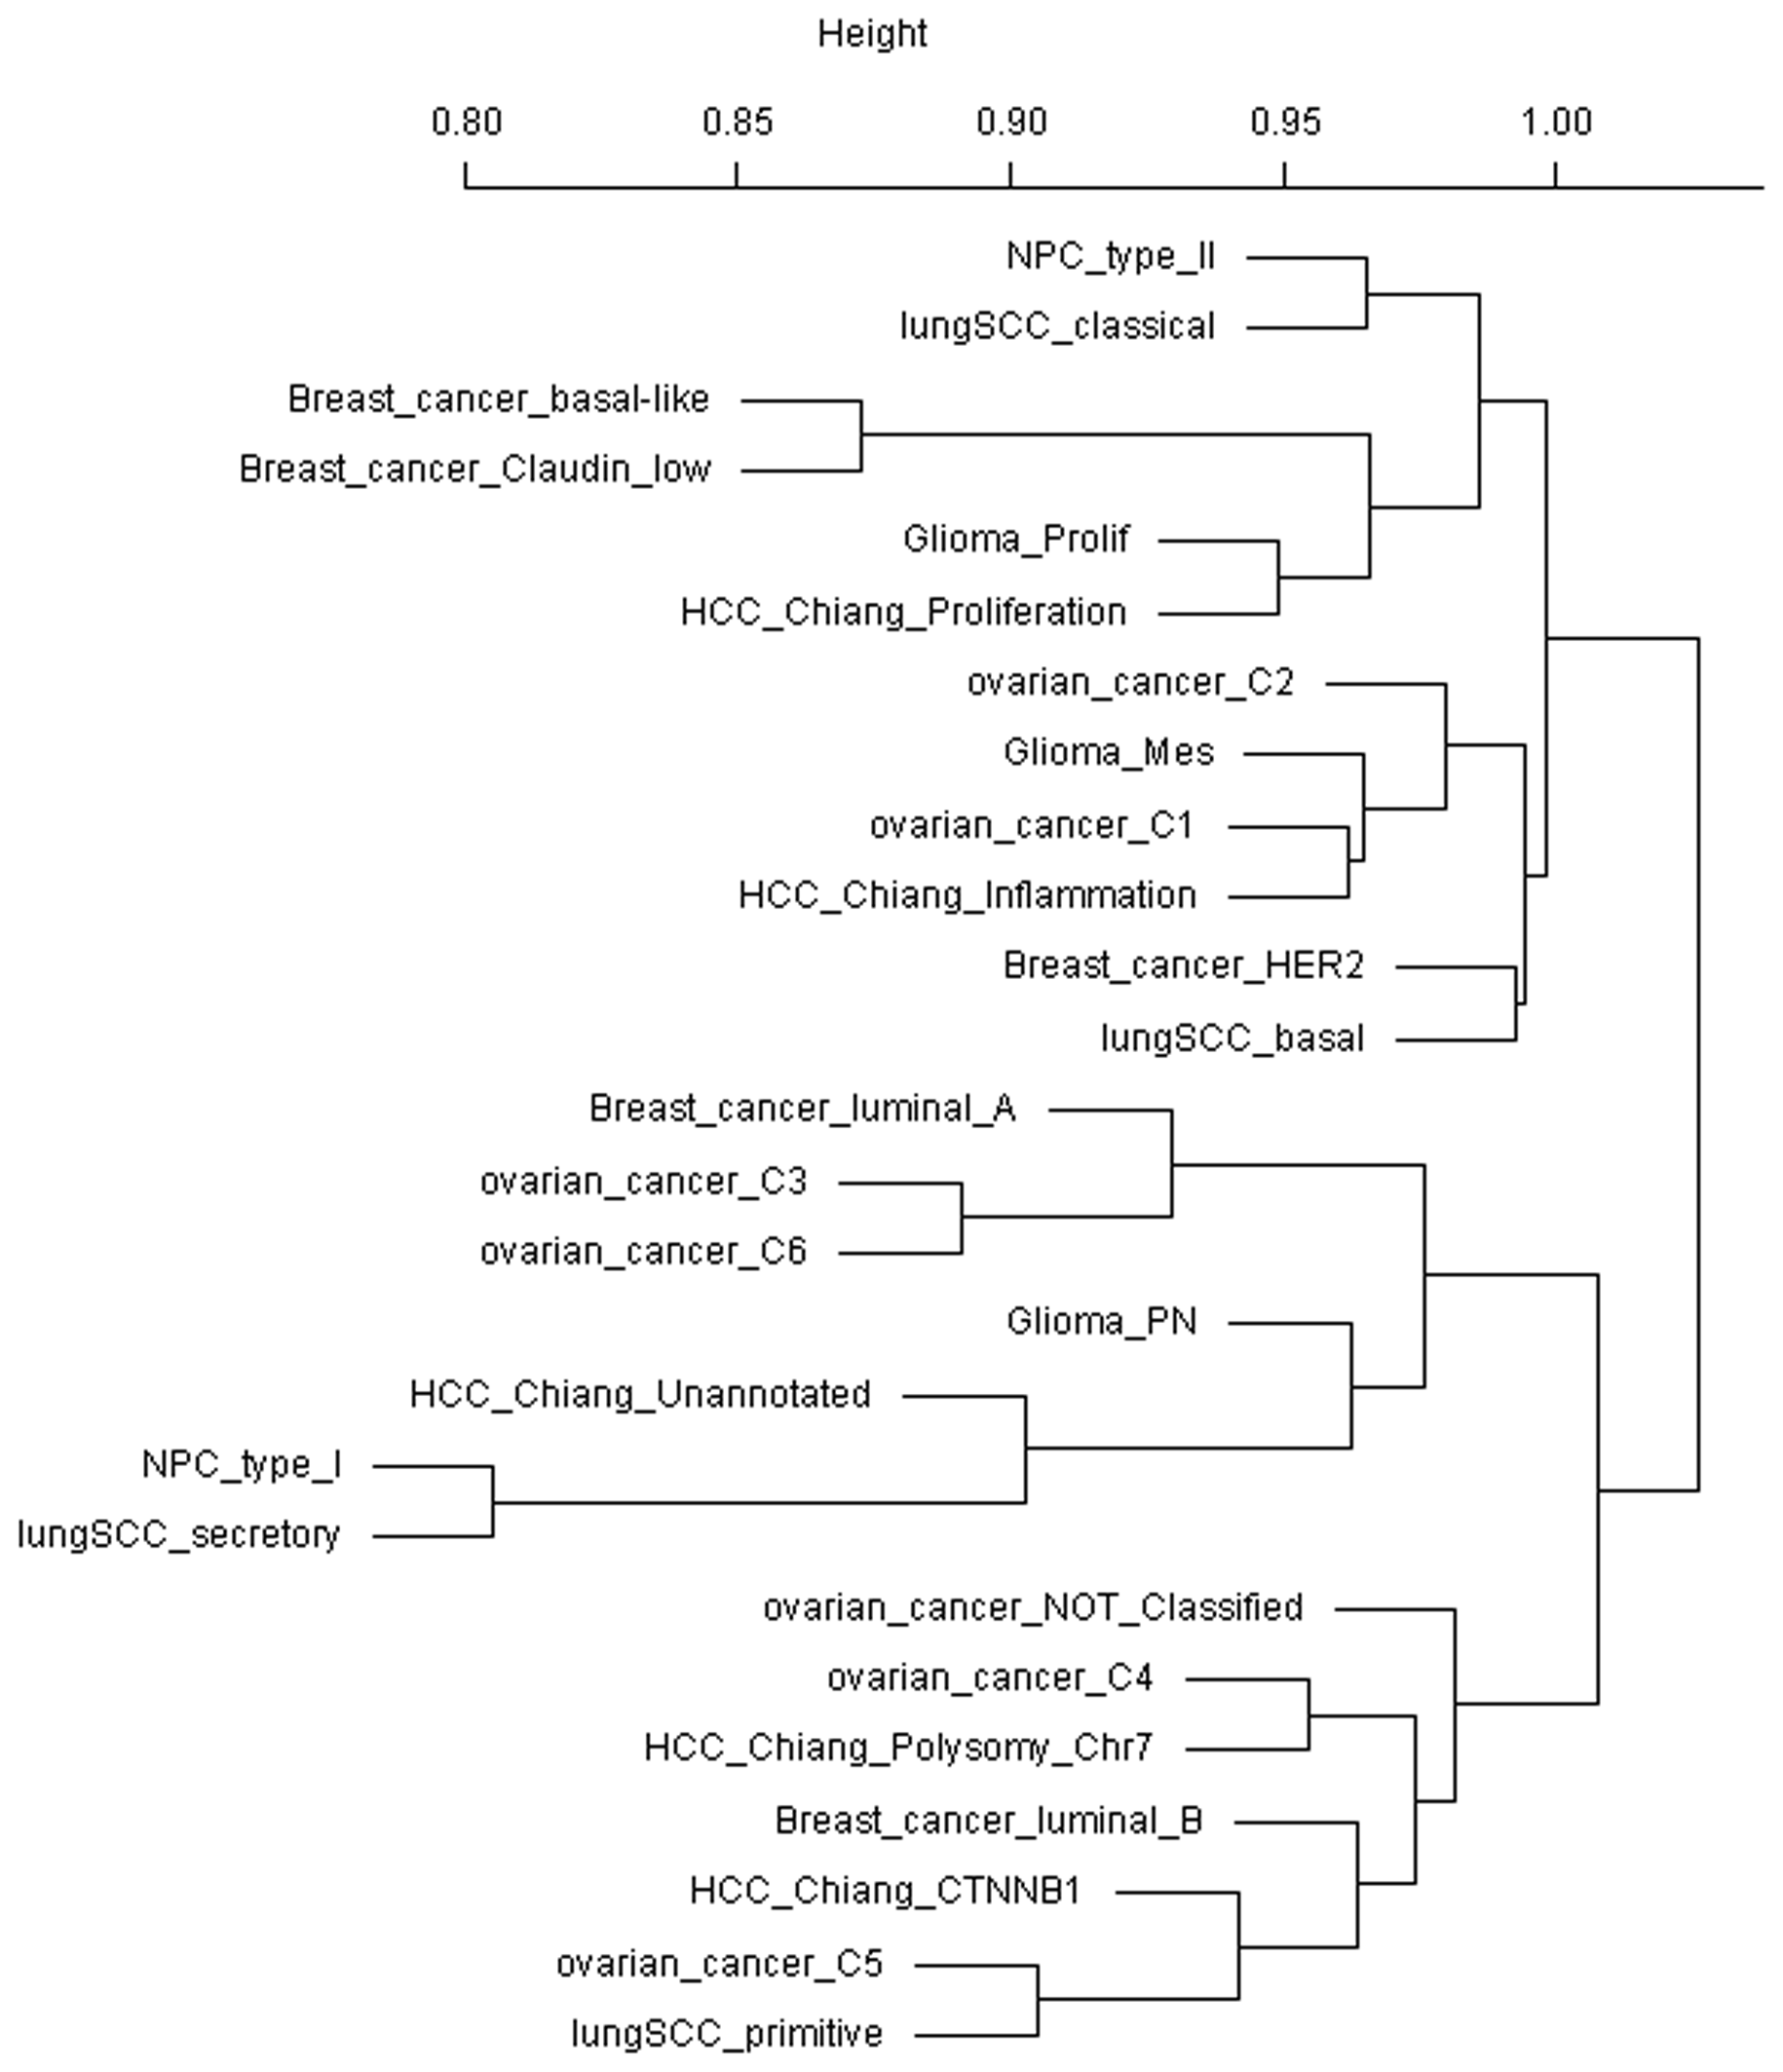 Height
0.80 0.85 0.90 0.95 1.00
NPC_type_II
lungSCC_classical
Breast_cancer_basal-like
Breast_cancer_Claudin_low
Glioma_Prolif
HCC_Chiang_Proliferation
ovarian_cancer_C2
Glioma_Mes
ovarian_cancer_C1
HCC_Chiang_Inflammation
Breast_cancer_HER2
lungSCC_basal
Breast_cancer_luminal_A
ovarian_cancer_C3
ovarian_cancer_C6
Glioma_PN
HCC_Chiang_Unannotated
NPC_type_I
lungSCC_secretory
ovarian_cancer_NOT_Classified
ovarian_cancer_C4
HCC_Chiang_Polysomy_Chr7
Breast_cancer_luminal_B
HCC_Chiang_CTNNB1
ovarian_cancer_C5
lungSCC_primitive